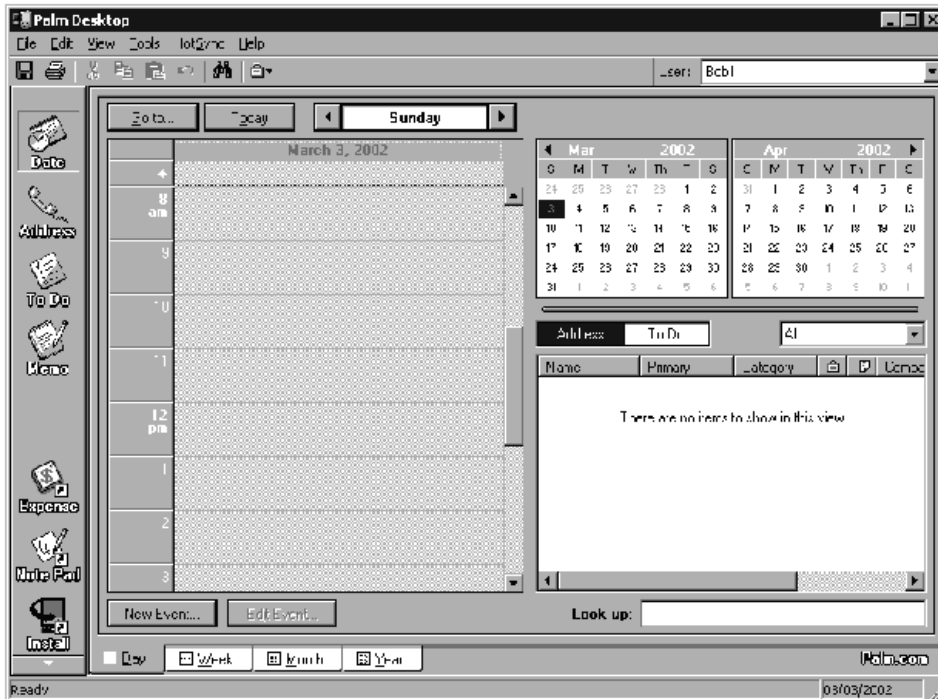 Palm Desktop
File Edit View Tools HotSync Help
User: Bobl
Go to... Today Sunday
Date
March 3, 2002
Mar 2002 Apr 2002
S M T W Th F S S M T W Th F S
24 25 26 27 28 1 2 31 1 2 3 4 5 6
3 4 5 6 7 8 9 7 8 9 10 11 12 13
10 11 12 13 14 15 16 14 15 16 17 18 19 20
17 18 19 20 21 22 23 21 22 23 24 25 26 27
24 25 26 27 28 29 30 28 29 30 1 2 3 4
31 1 2 3 4 5 6 5 6 7 8 9 10 11
8 am
9
10
11
12 pm
1
2
3
Address
To Do
Memo
Expense
Note Pad
Install
Address To Do All
Name Primary Category Compa
There are no items to show in this view
New Event... Edit Event... Look up:
Day Week Month Year Palm.com
Ready 03/03/2002